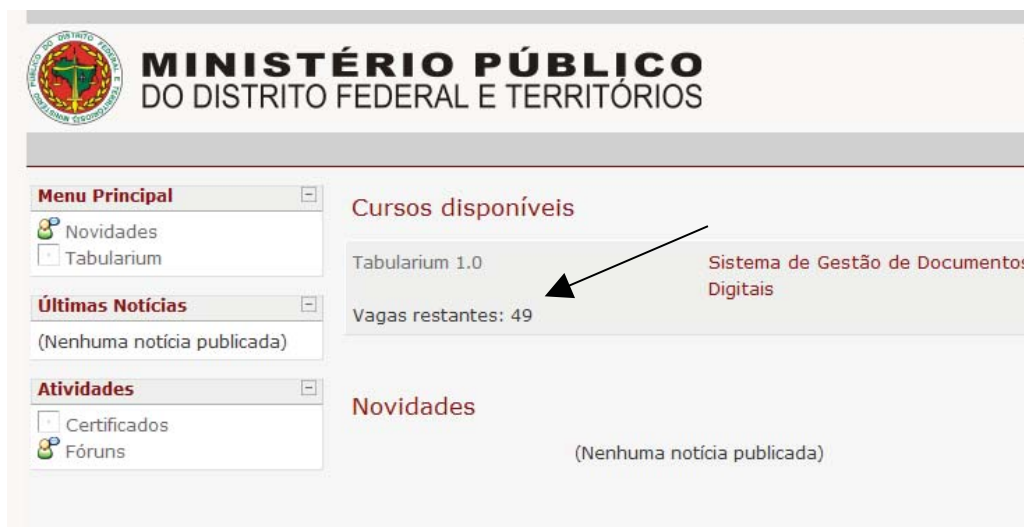 MINISTÉRIO PÚBLICO
DO DISTRITO FEDERAL E TERRITÓRIOS
Menu Principal
Novidades
Tabularium
Últimas Notícias
(Nenhuma notícia publicada)
Atividades
Certificados
Fóruns
Cursos disponíveis
Tabularium 1.0
Sistema de Gestão de Documentos
Digitais
Vagas restantes: 49
Novidades
(Nenhuma notícia publicada)